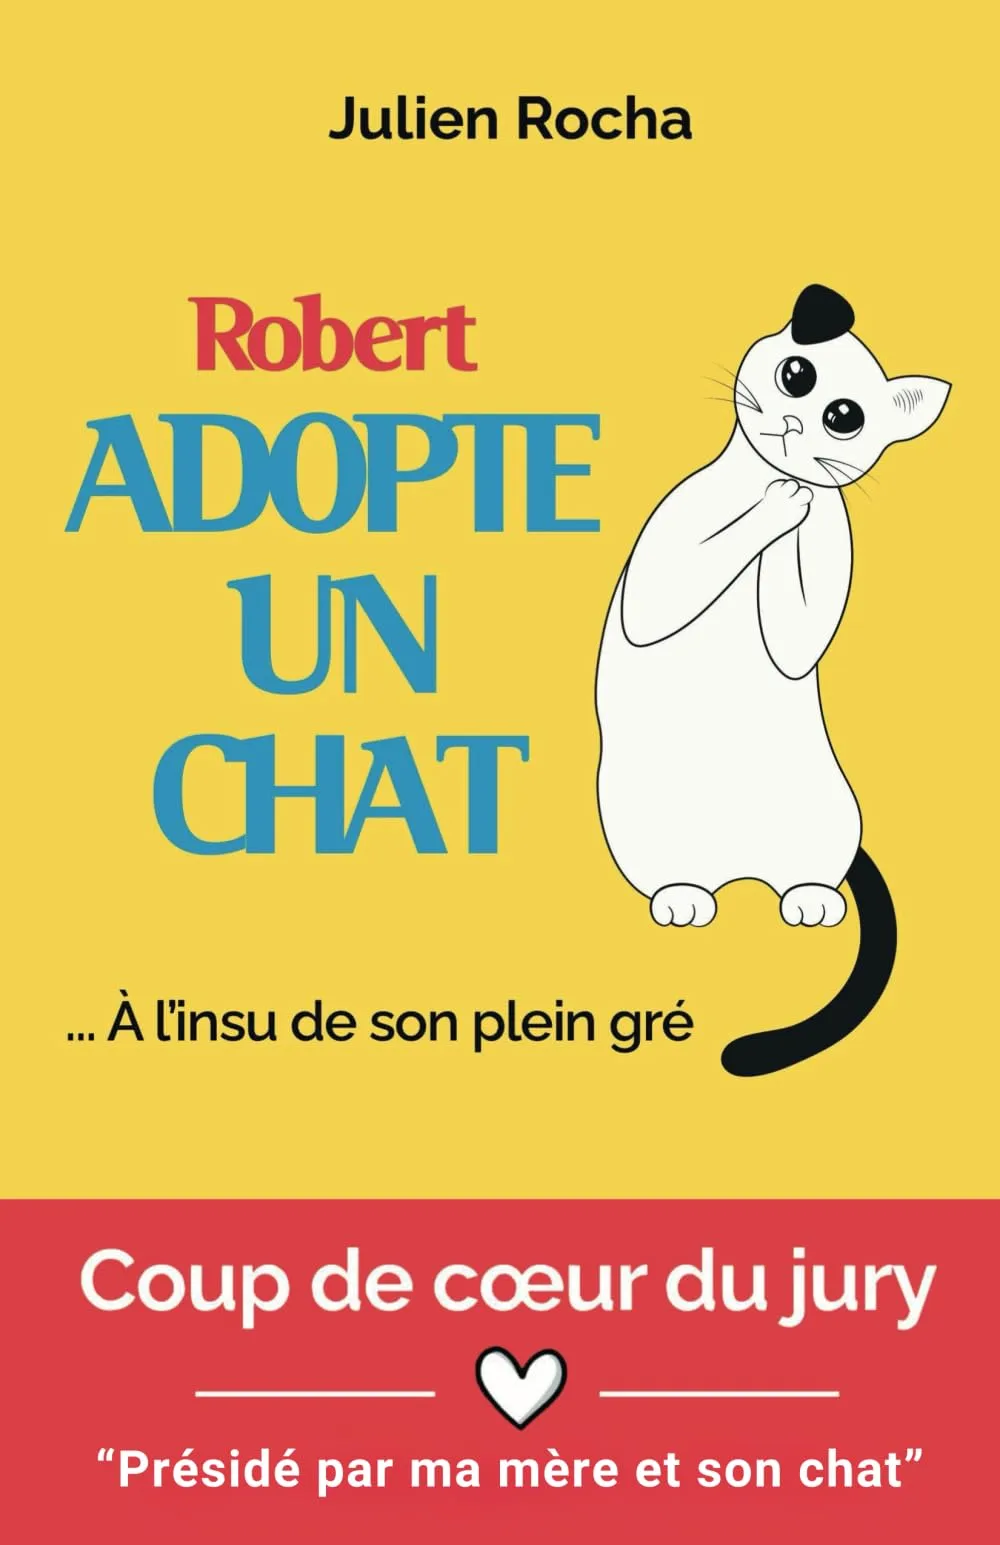 Julien Rocha
Robert
ADOPTE
UN
CHAT
... À l’insu de son plein gré
Coup de cœur du jury
“Présidé par ma mère et son chat”